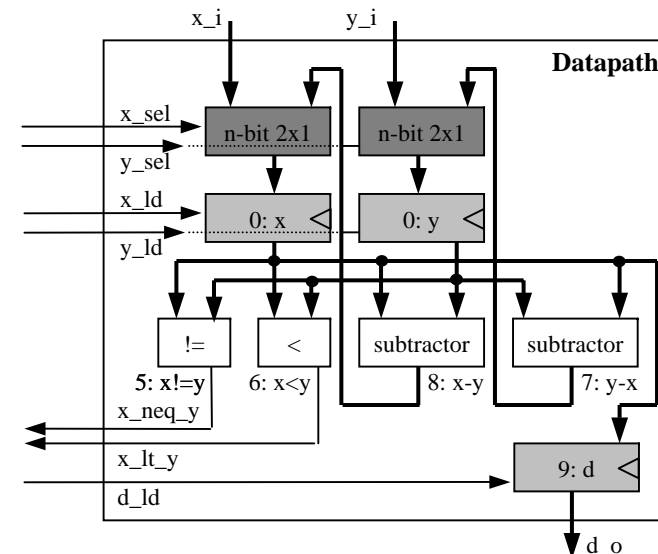 x_i
y_i
Datapath
x_sel
n-bit 2x1
n-bit 2x1
y_sel
x_ld
0: x
0: y
y_ld
!=
<
subtractor
subtractor
5: x!=y
6: x<y
8: x-y
7: y-x
x_neq_y
x_lt_y
9: d
d_ld
d_o